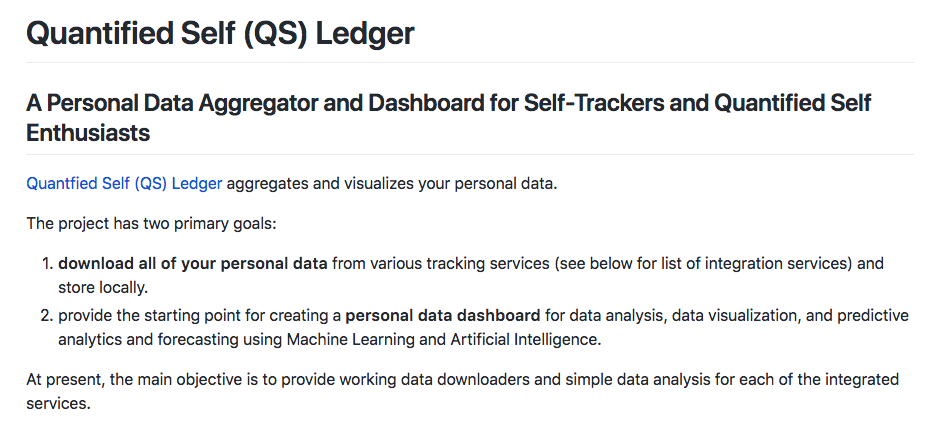 Quantified Self (QS) Ledger
A Personal Data Aggregator and Dashboard for Self-Trackers and Quantified Self
Enthusiasts
Quantfied Self (QS) Ledger aggregates and visualizes your personal data.
The project has two primary goals:
1. download all of your personal data from various tracking services (see below for list of integration services) and
store locally.
2. provide the starting point for creating a personal data dashboard for data analysis, data visualization, and predictive
analytics and forecasting using Machine Learning and Artificial Intelligence.
At present, the main objective is to provide working data downloaders and simple data analysis for each of the integrated
services.